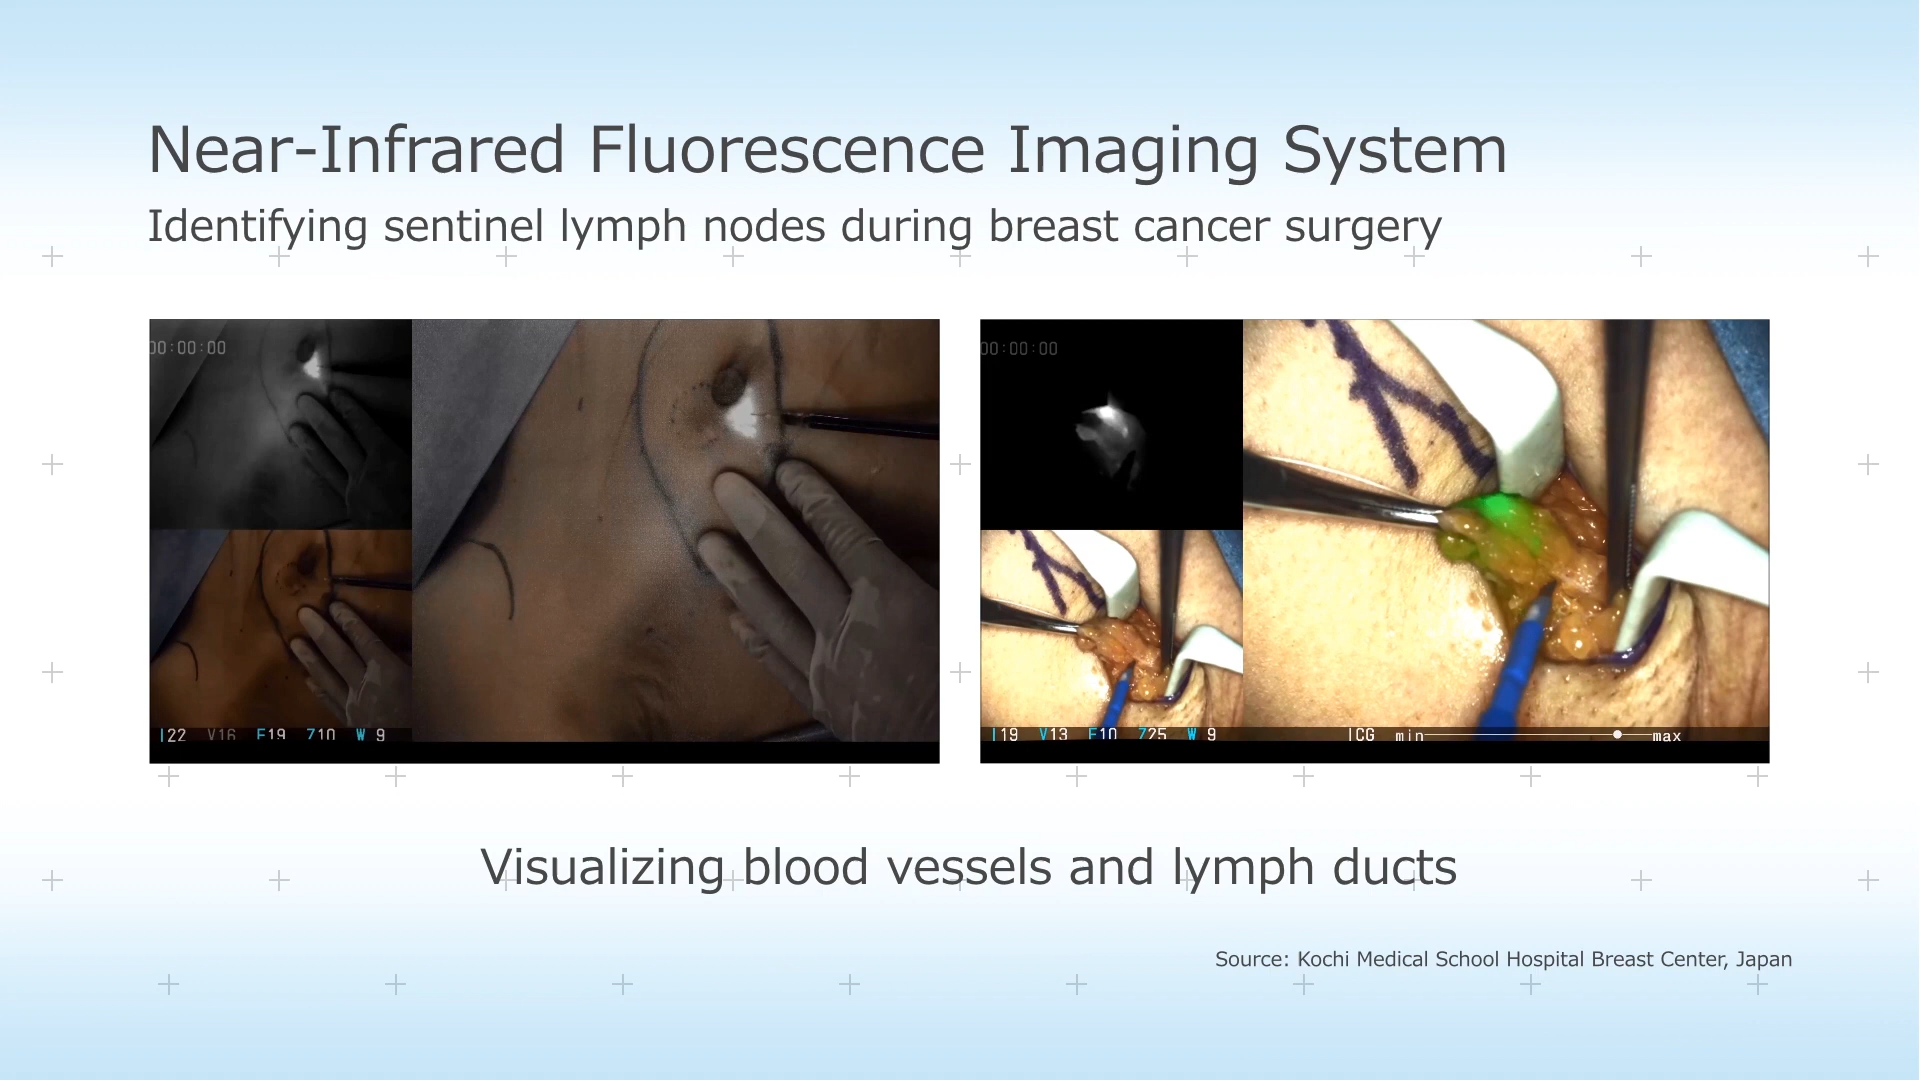 Near-Infrared Fluorescence Imaging System
Identifying sentinel lymph nodes during breast cancer surgery
00:00:00
I22 V16 F19 Z10 W 9
00:00:00
I19 V13 F10 Z25 W 9
ICG min max
Visualizing blood vessels and lymph ducts
Source: Kochi Medical School Hospital Breast Center, Japan